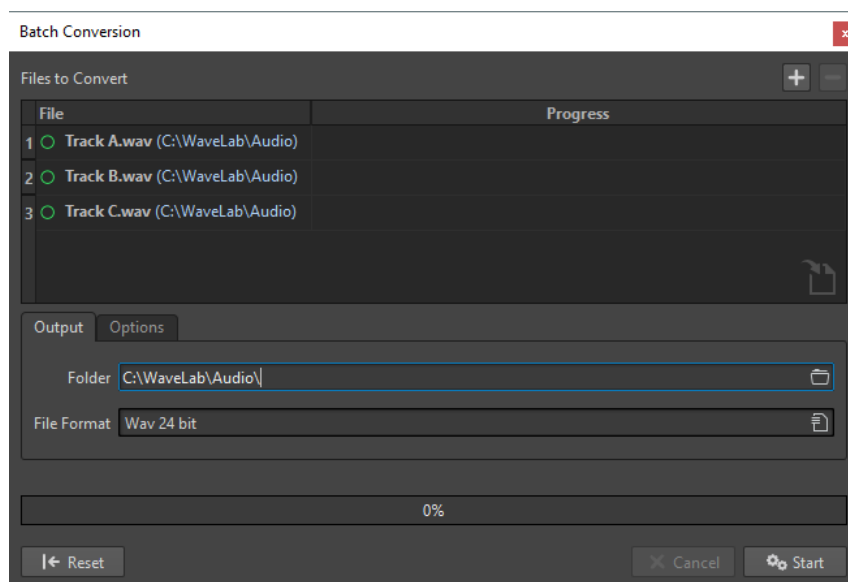 Batch Conversion
x
Files to Convert
File Progress
1 Track A.wav (C:\WaveLab\Audio)
2 Track B.wav (C:\WaveLab\Audio)
3 Track C.wav (C:\WaveLab\Audio)
Output Options
Folder C:\WaveLab\Audio\
File Format Wav 24 bit
0%
Reset Cancel Start